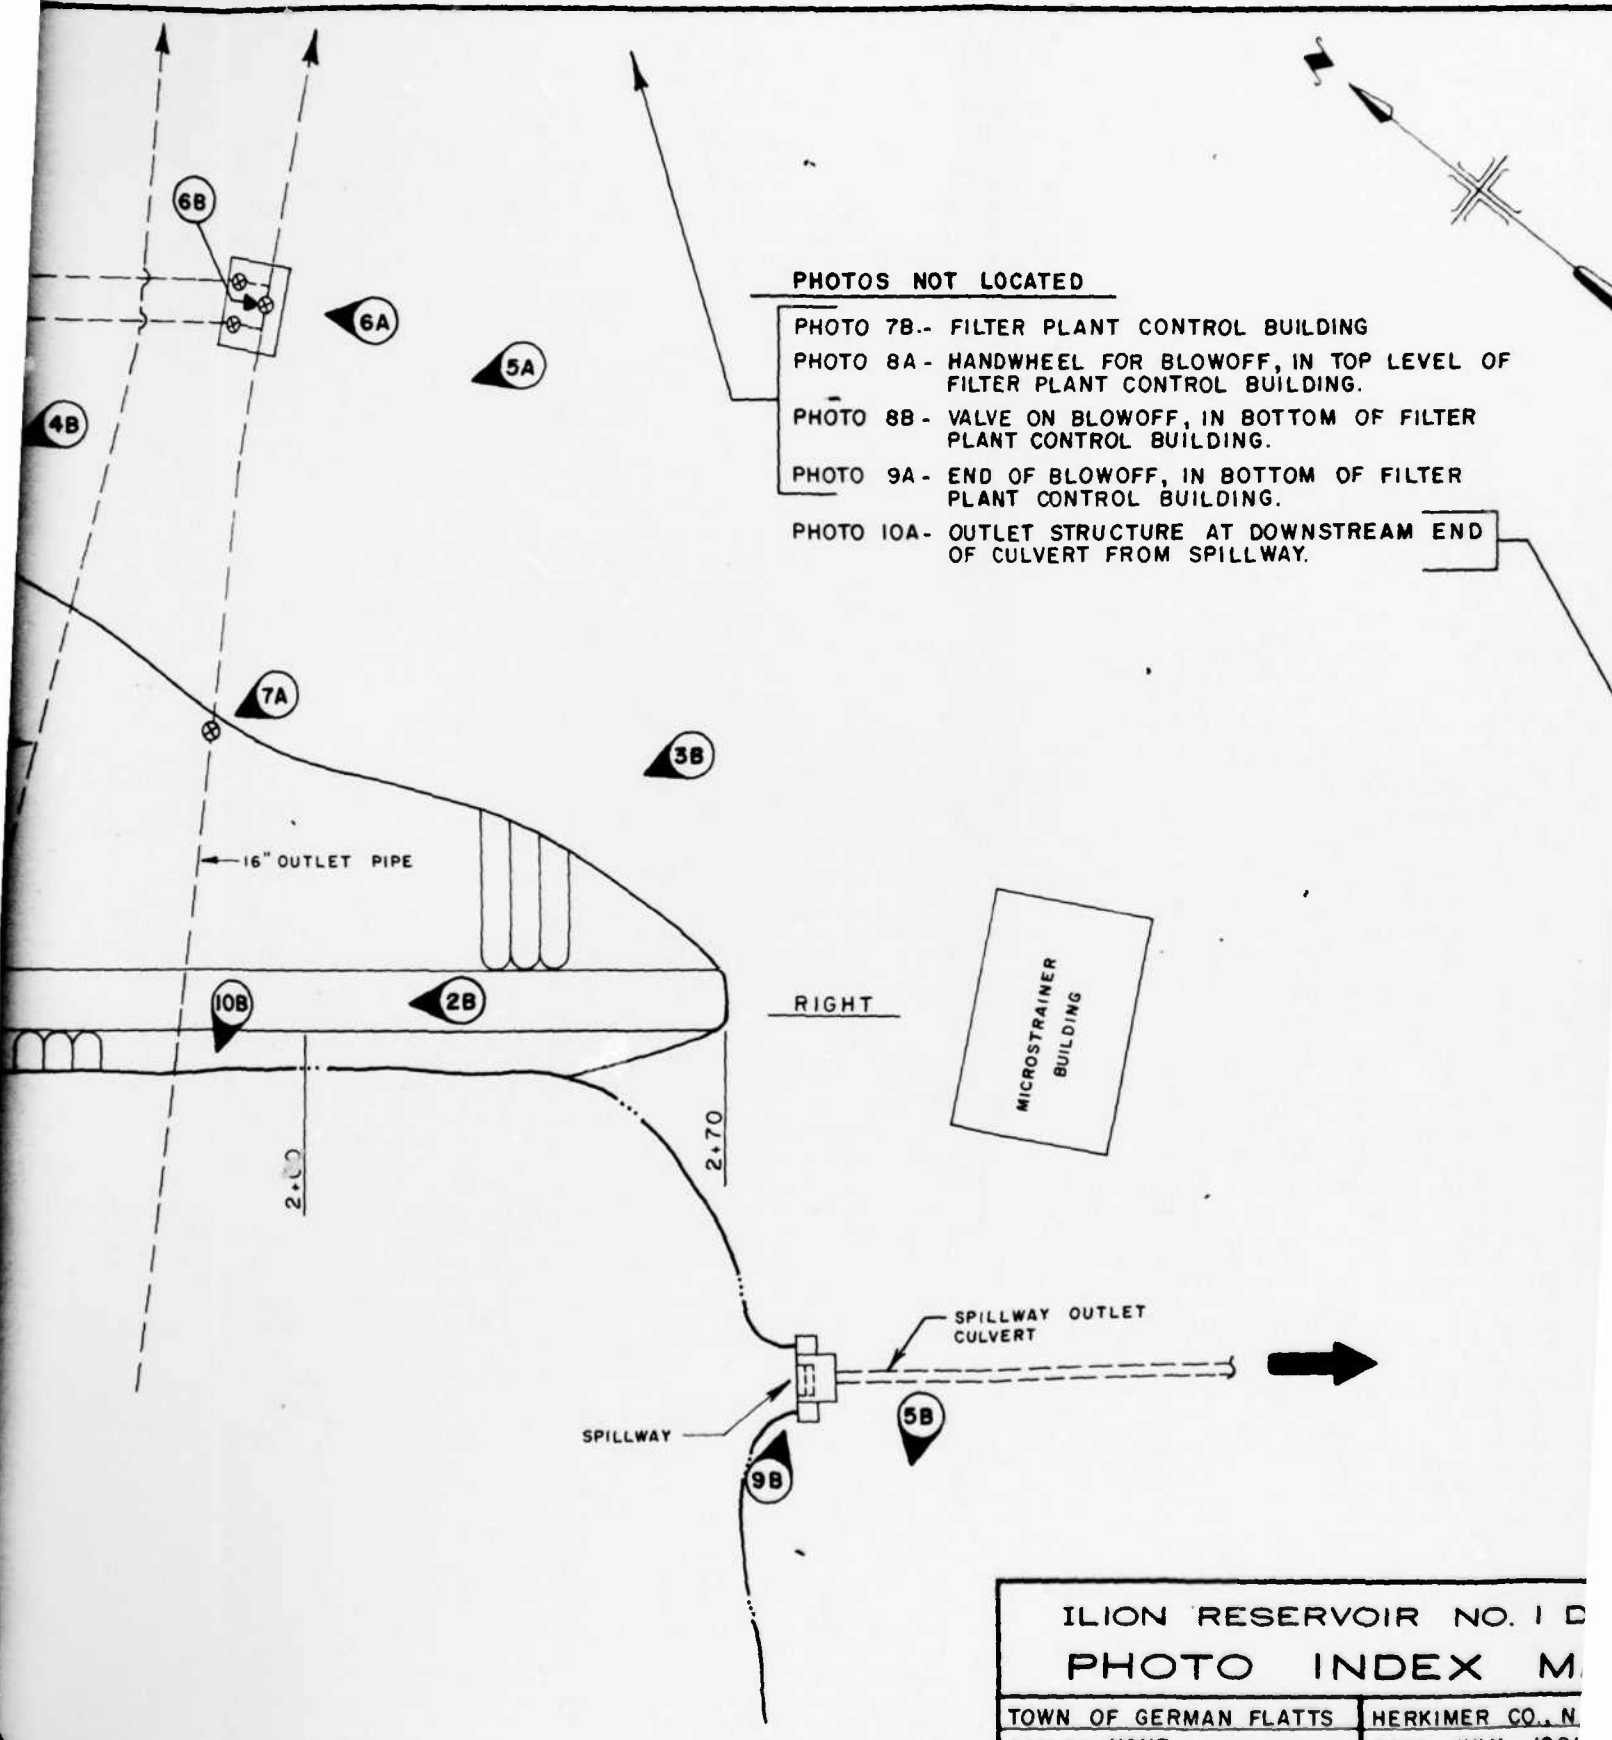 6B
6A
5A
4B
PHOTOS NOT LOCATED
PHOTO 7B.- FILTER PLANT CONTROL BUILDING
PHOTO 8A - HANDWHEEL FOR BLOWOFF, IN TOP LEVEL OF
FILTER PLANT CONTROL BUILDING.
PHOTO 8B - VALVE ON BLOWOFF, IN BOTTOM OF FILTER
PLANT CONTROL BUILDING.
PHOTO 9A - END OF BLOWOFF, IN BOTTOM OF FILTER
PLANT CONTROL BUILDING.
PHOTO 10A - OUTLET STRUCTURE AT DOWNSTREAM END
OF CULVERT FROM SPILLWAY.
7A
3B
16" OUTLET PIPE
10B
2B
RIGHT
MICROSTRAINER
BUILDING
2+70
SPILLWAY OUTLET
CULVERT
SPILLWAY
5B
9B
ILION RESERVOIR NO. 1 D
PHOTO INDEX
TOWN OF GERMAN FLATTS
HERKIMER CO., N